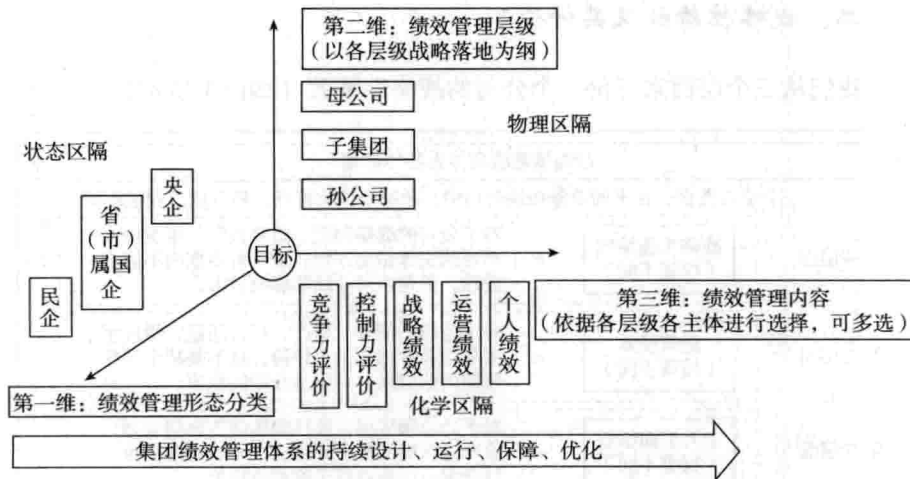 第二维：绩效管理层级
（以各层级战略落地为纲）
母公司
子集团
孙公司
物理区隔
状态区隔
央企
省（市）属国企
民企
目标
竞争力评价
控制力评价
战略绩效
运营绩效
个人绩效
第三维：绩效管理内容
（依据各层级各主体进行选择，可多选）
化学区隔
第一维：绩效管理形态分类
集团绩效管理体系的持续设计、运行、保障、优化